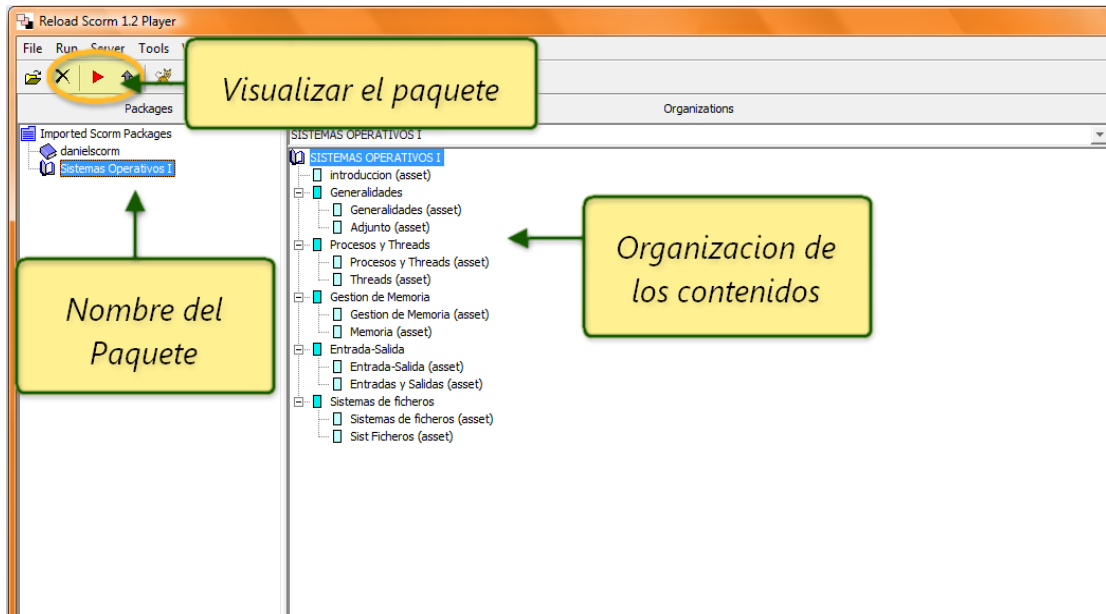 Reload Scorm 1.2 Player
File Run Server Tools
Visualizar el paquete
Packages
Organizations
Imported Scorm Packages
danielscorm
Sistemas Operativos I
SISTEMAS OPERATIVOS I
SISTEMAS OPERATIVOS I
introduccion (asset)
Generalidades
Generalidades (asset)
Adjunto (asset)
Procesos y Threads
Procesos y Threads (asset)
Threads (asset)
Gestion de Memoria
Gestion de Memoria (asset)
Memoria (asset)
Entrada-Salida
Entrada-Salida (asset)
Entradas y Salidas (asset)
Sistemas de ficheros
Sistemas de ficheros (asset)
Sist Ficheros (asset)
Organizacion de
los contenidos
Nombre del
Paquete